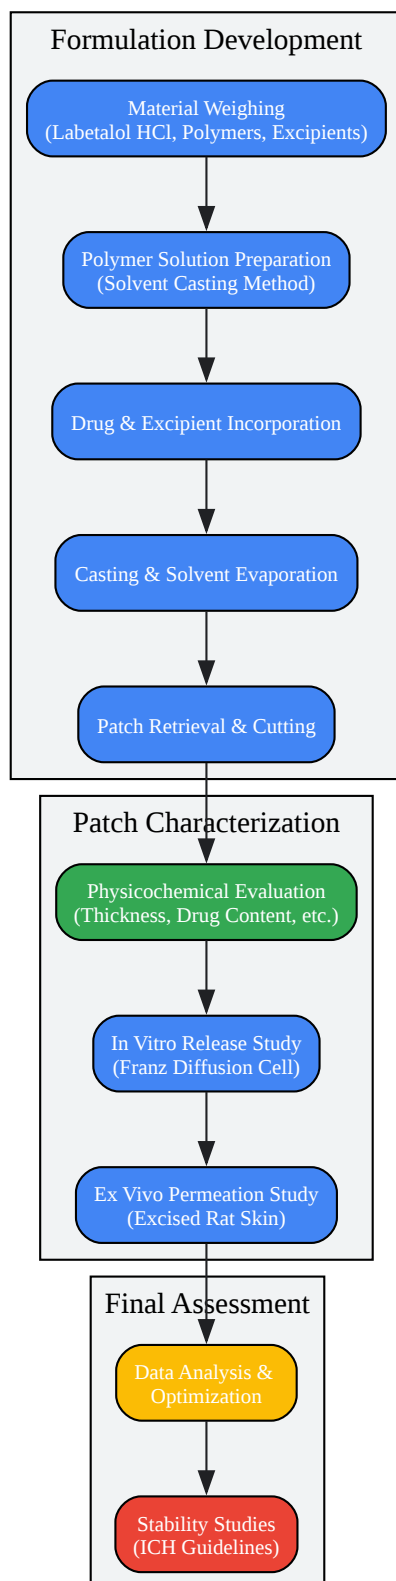 Formulation Development
Material Weighing
(Labetalol HCl, Polymers, Excipients)
Polymer Solution Preparation
(Solvent Casting Method)
Drug & Excipient Incorporation
Casting & Solvent Evaporation
Patch Retrieval & Cutting
Patch Characterization
Physicochemical Evaluation
(Thickness, Drug Content, etc.)
In Vitro Release Study
(Franz Diffusion Cell)
Ex Vivo Permeation Study
(Excised Rat Skin)
Final Assessment
Data Analysis &
Optimization
Stability Studies
(ICH Guidelines)